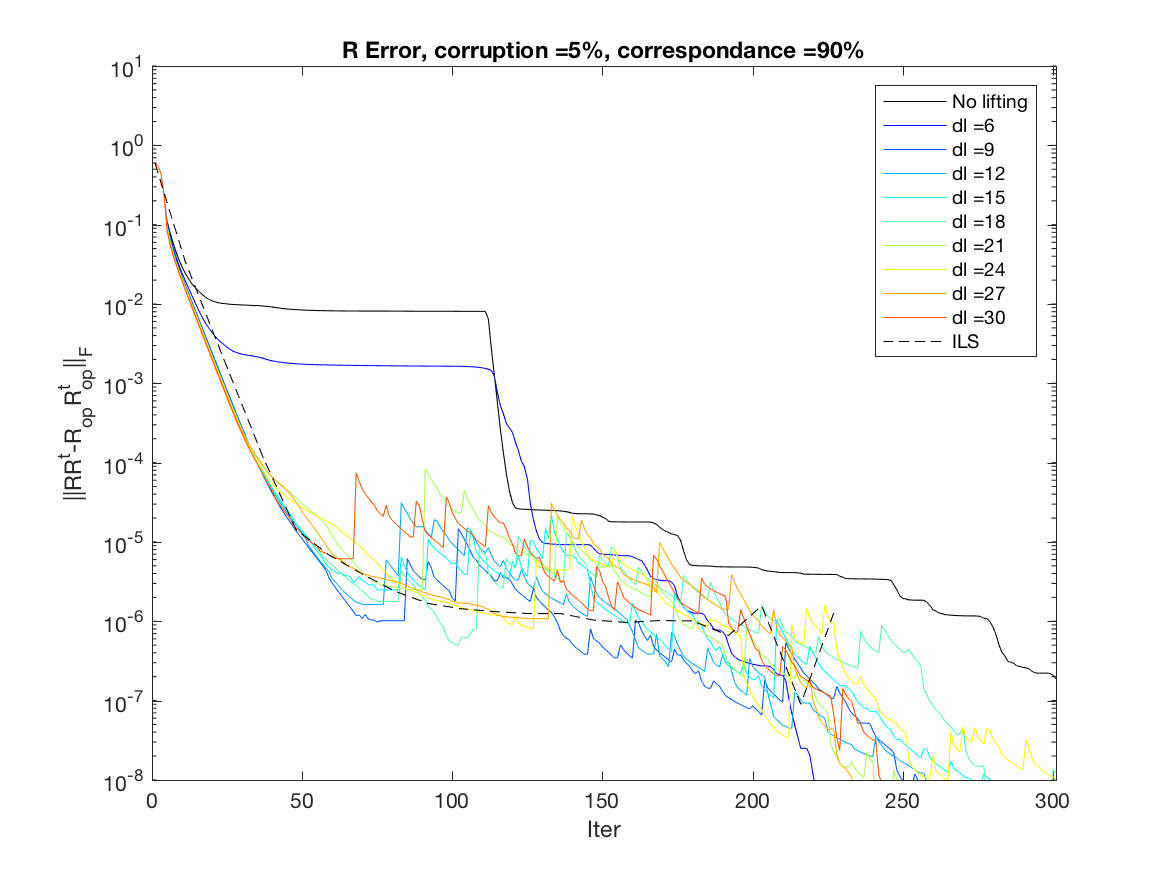 R Error, corruption =5%, correspondance =90%
10^1
10^0
10^-1
10^-2
10^-3
10^-4
10^-5
10^-6
10^-7
10^-8
||RR^t-R_op R^t_op||_F
0 50 100 150 200 250 300
Iter
No lifting
dl =6
dl =9
dl =12
dl =15
dl =18
dl =21
dl =24
dl =27
dl =30
ILS